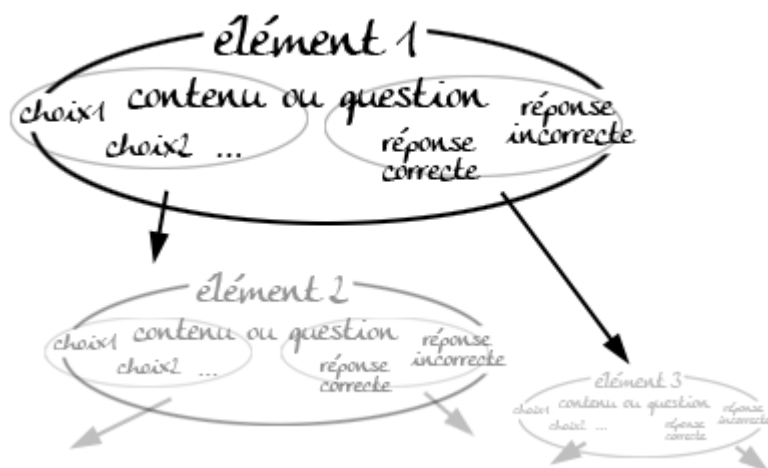 élément 1
contenu ou question
choix1
choix2 ...
réponse
correcte
réponse
incorrecte
élément 2
contenu ou question
choix1
choix2 ...
réponse
correcte
réponse
incorrecte
élément 3
contenu ou question
choix1
choix2 ...
réponse
correcte
réponse
incorrecte